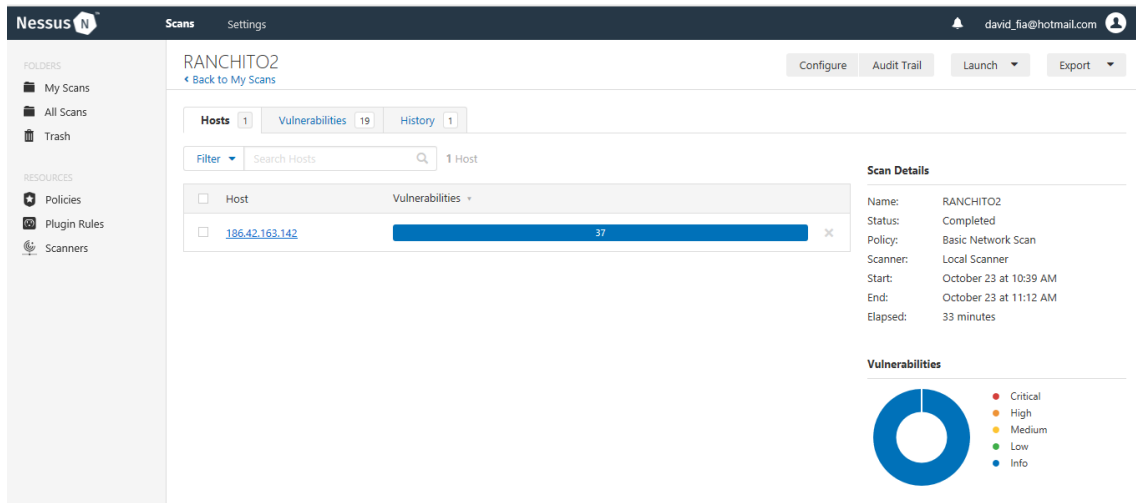 Nessus N
Scans Settings
david_fia@hotmail.com
FOLDERS
My Scans
All Scans
Trash
RESOURCES
Policies
Plugin Rules
Scanners
RANCHITO2
Back to My Scans
Configure Audit Trail Launch Export
Hosts 1 Vulnerabilities 19 History 1
Filter Search Hosts 1 Host
Host Vulnerabilities
186.42.163.142 37
Scan Details
Name: RANCHITO2
Status: Completed
Policy: Basic Network Scan
Scanner: Local Scanner
Start: October 23 at 10:39 AM
End: October 23 at 11:12 AM
Elapsed: 33 minutes
Vulnerabilities
Critical
High
Medium
Low
Info